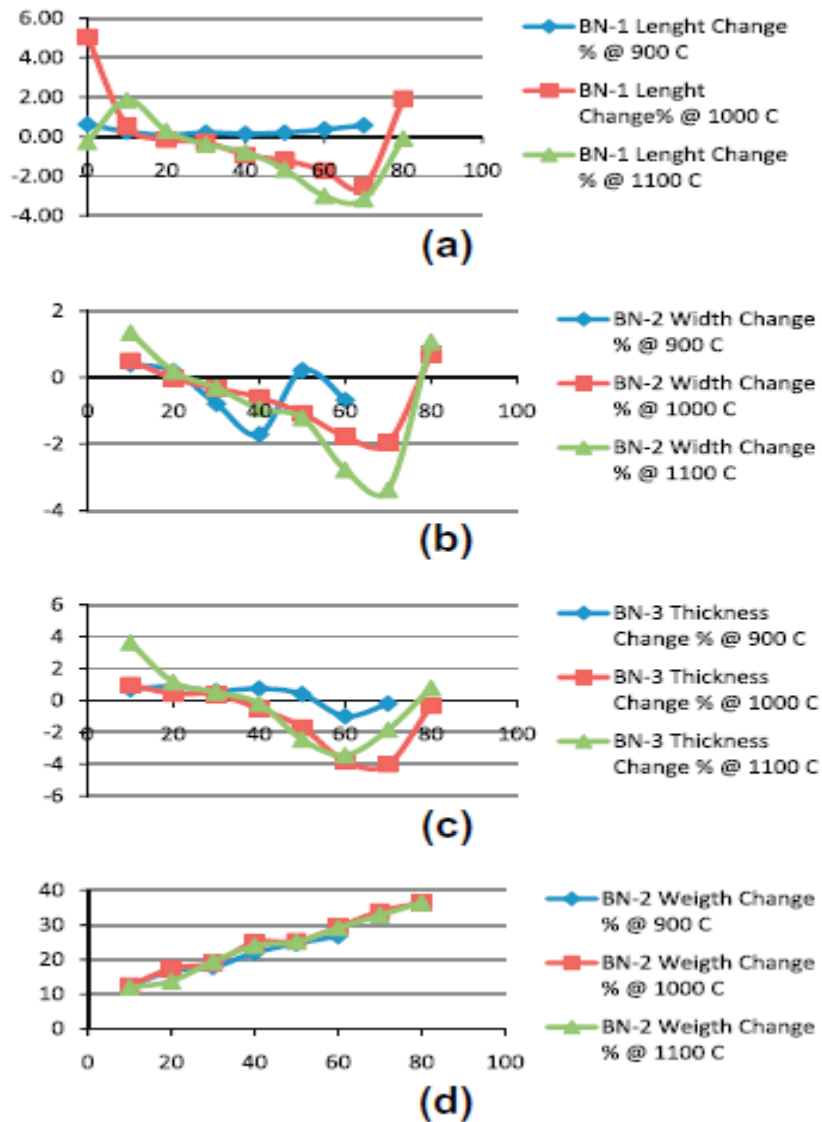 6.00
4.00
2.00
0.00
-2.00
-4.00
0 20 40 60 80 100
BN-1 Lenght Change
% @ 900 C
BN-1 Lenght
Change% @ 1000 C
BN-1 Lenght Change
% @ 1100 C
(a)
2
0
-2
-4
0 20 40 60 80 100
BN-2 Width Change
% @ 900 C
BN-2 Width Change
% @ 1000 C
BN-2 Width Change
% @ 1100 C
(b)
6
4
2
0
-2
-4
-6
0 20 40 60 80 100
BN-3 Thickness
Change % @ 900 C
BN-3 Thickness
Change % @ 1000 C
BN-3 Thickness
Change % @ 1100 C
(c)
40
30
20
10
0
0 20 40 60 80 100
BN-2 Weigth Change
% @ 900 C
BN-2 Weigth Change
% @ 1000 C
BN-2 Weigth Change
% @ 1100 C
(d)